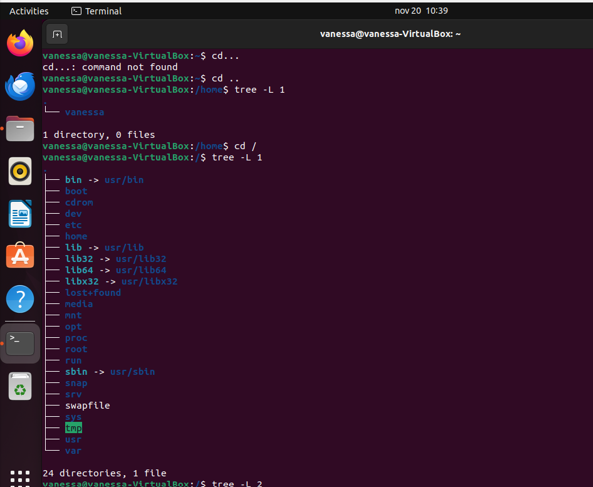 Activities Terminal nov 20 10:39
vanessa@vanessa-VirtualBox: ~
vanessa@vanessa-VirtualBox:~$ cd...
cd...: command not found
vanessa@vanessa-VirtualBox:~$ cd ..
vanessa@vanessa-VirtualBox:/home$ tree -L 1
.
└── vanessa
1 directory, 0 files
vanessa@vanessa-VirtualBox:/home$ cd /
vanessa@vanessa-VirtualBox:/$ tree -L 1
.
├── bin -> usr/bin
├── boot
├── cdrom
├── dev
├── etc
├── home
├── lib -> usr/lib
├── lib32 -> usr/lib32
├── lib64 -> usr/lib64
├── libx32 -> usr/libx32
├── lost+found
├── media
├── mnt
├── opt
├── proc
├── root
├── run
├── sbin -> usr/sbin
├── snap
├── srv
├── swapfile
├── sys
├── tmp
├── usr
└── var
24 directories, 1 file
vanessa@vanessa-VirtualBox:/$ tree -L 2